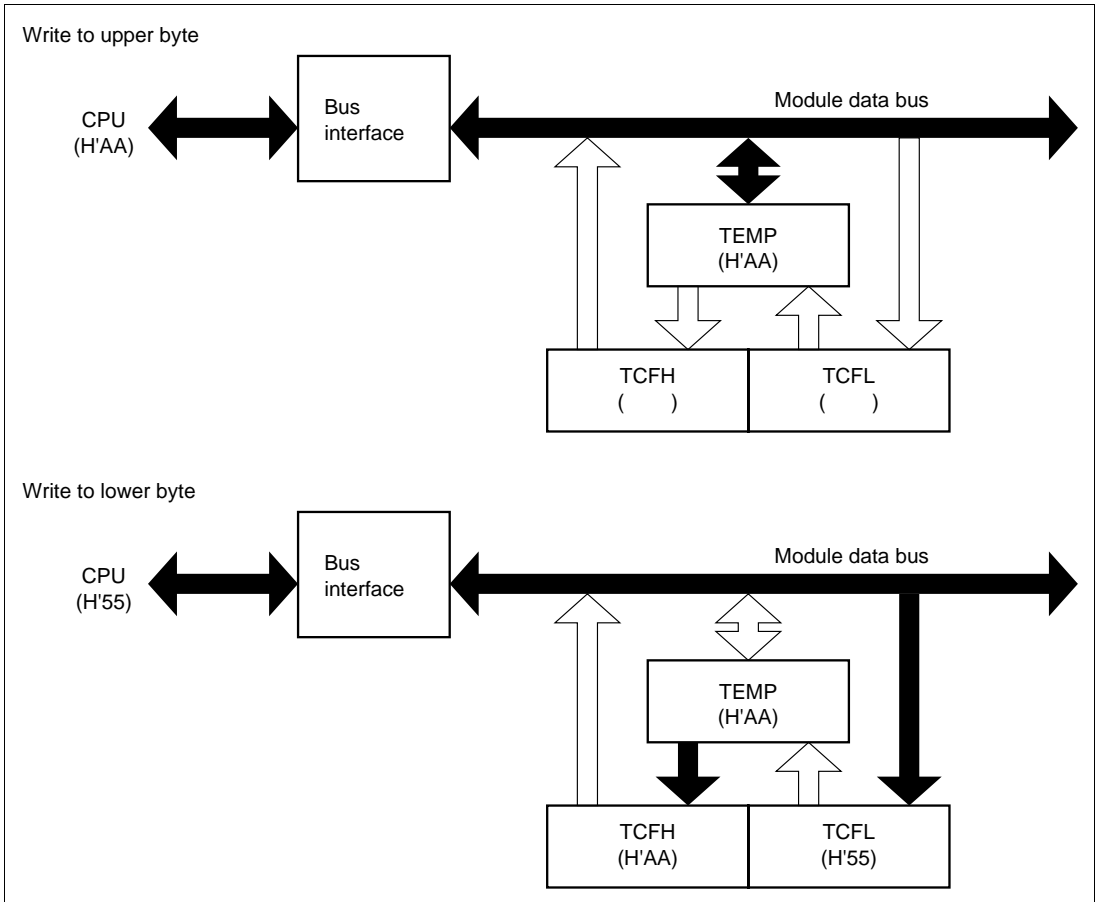 Write to upper byte
CPU
(H'AA)
Bus
interface
Module data bus
TEMP
(H'AA)
TCFH
(      )
TCFL
(      )
Write to lower byte
CPU
(H'55)
Bus
interface
Module data bus
TEMP
(H'AA)
TCFH
(H'AA)
TCFL
(H'55)